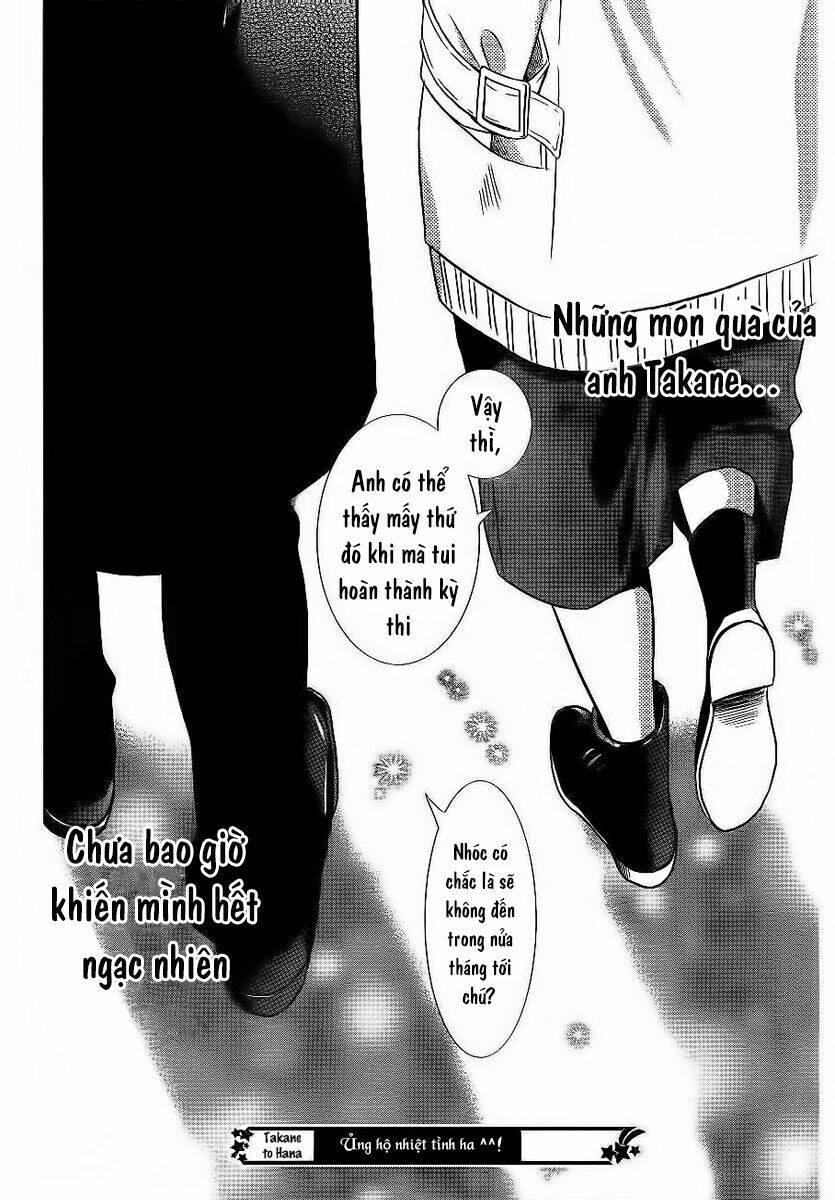 Những món quà của
anh Takane...
Vậy
thì,
Anh có thể
thấy mấy thứ
đó khi mà tui
hoàn thành kỳ
thi
Nhóc có
chắc là sẽ
không đến
trong nửa
tháng tới
chứ?
Chưa bao giờ
khiến mình hết
ngạc nhiên
Takane
to Hana
Ủng hộ nhiệt tình ha ^^!